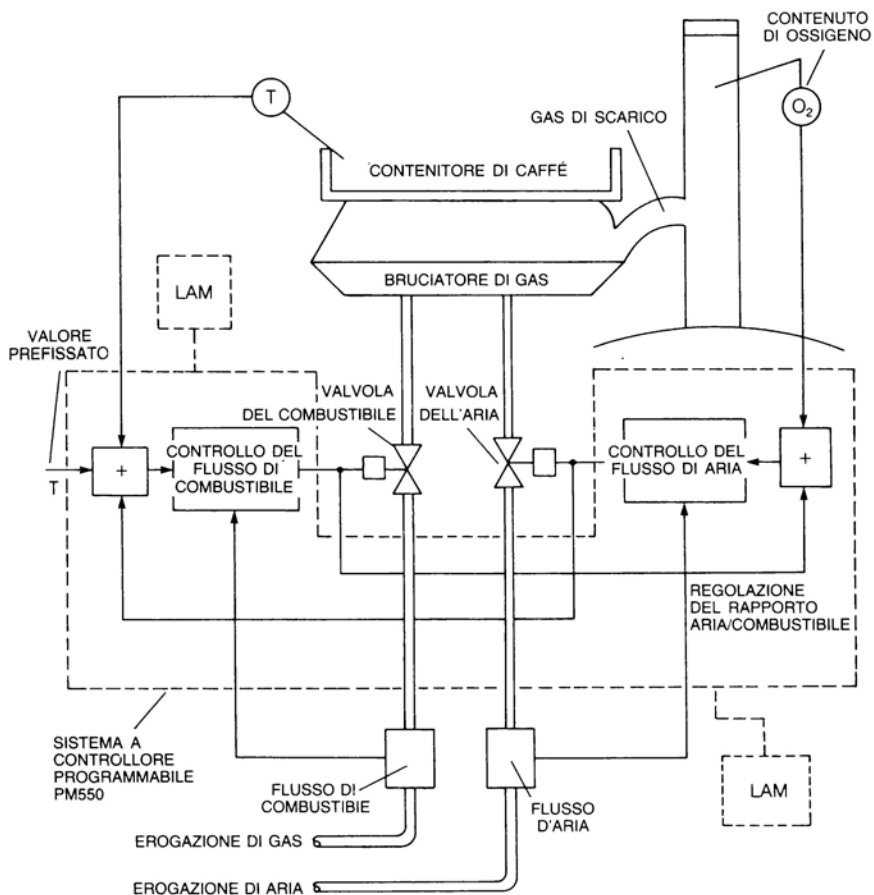 CONTENUTO
DI OSSIGENO
T
O₂
GAS DI SCARICO
CONTENITORE DI CAFFÉ
BRUCIATORE DI GAS
LAM
VALORE
PREFISSATO
VALVOLA
DEL COMBUSTIBILE
VALVOLA
DELL'ARIA
+
CONTROLLO DEL
FLUSSO DI
COMBUSTIBILE
CONTROLLO DEL
FLUSSO DI ARIA
+
T
REGOLAZIONE
DEL RAPPORTO
ARIA/COMBUSTIBILE
SISTEMA A
CONTROLLORE
PROGRAMMABILE
PM550
FLUSSO DI
COMBUSTIBIE
FLUSSO
D'ARIA
LAM
EROGAZIONE DI GAS
EROGAZIONE DI ARIA